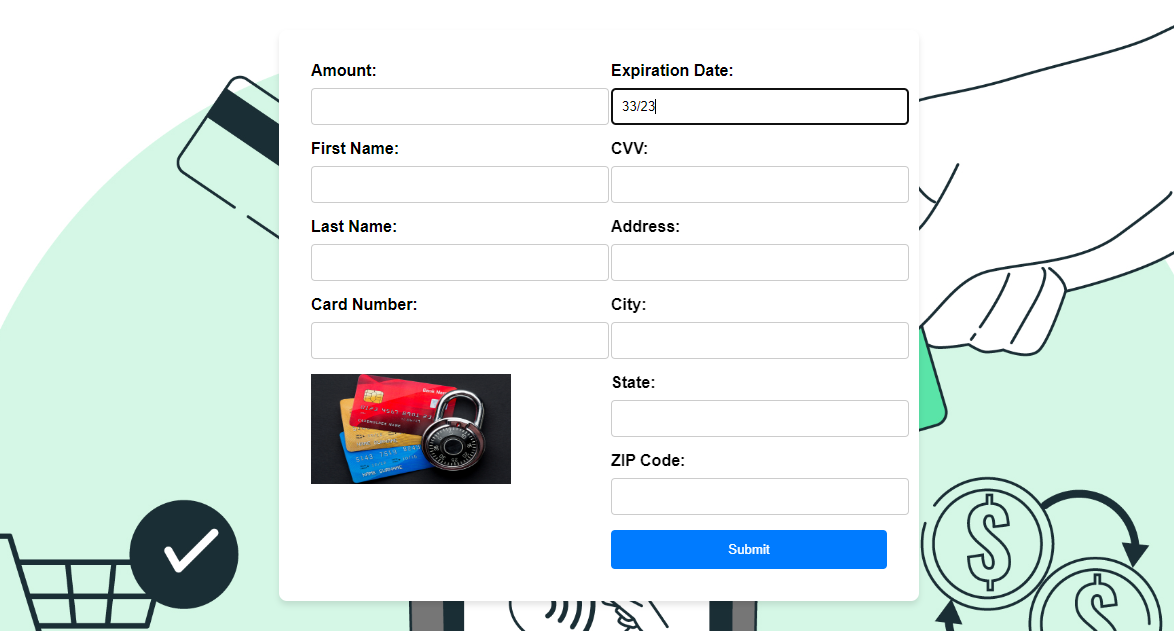 Amount:
Expiration Date:
33/23
First Name:
CVV:
Last Name:
Address:
Card Number:
City:
State:
ZIP Code:
Submit